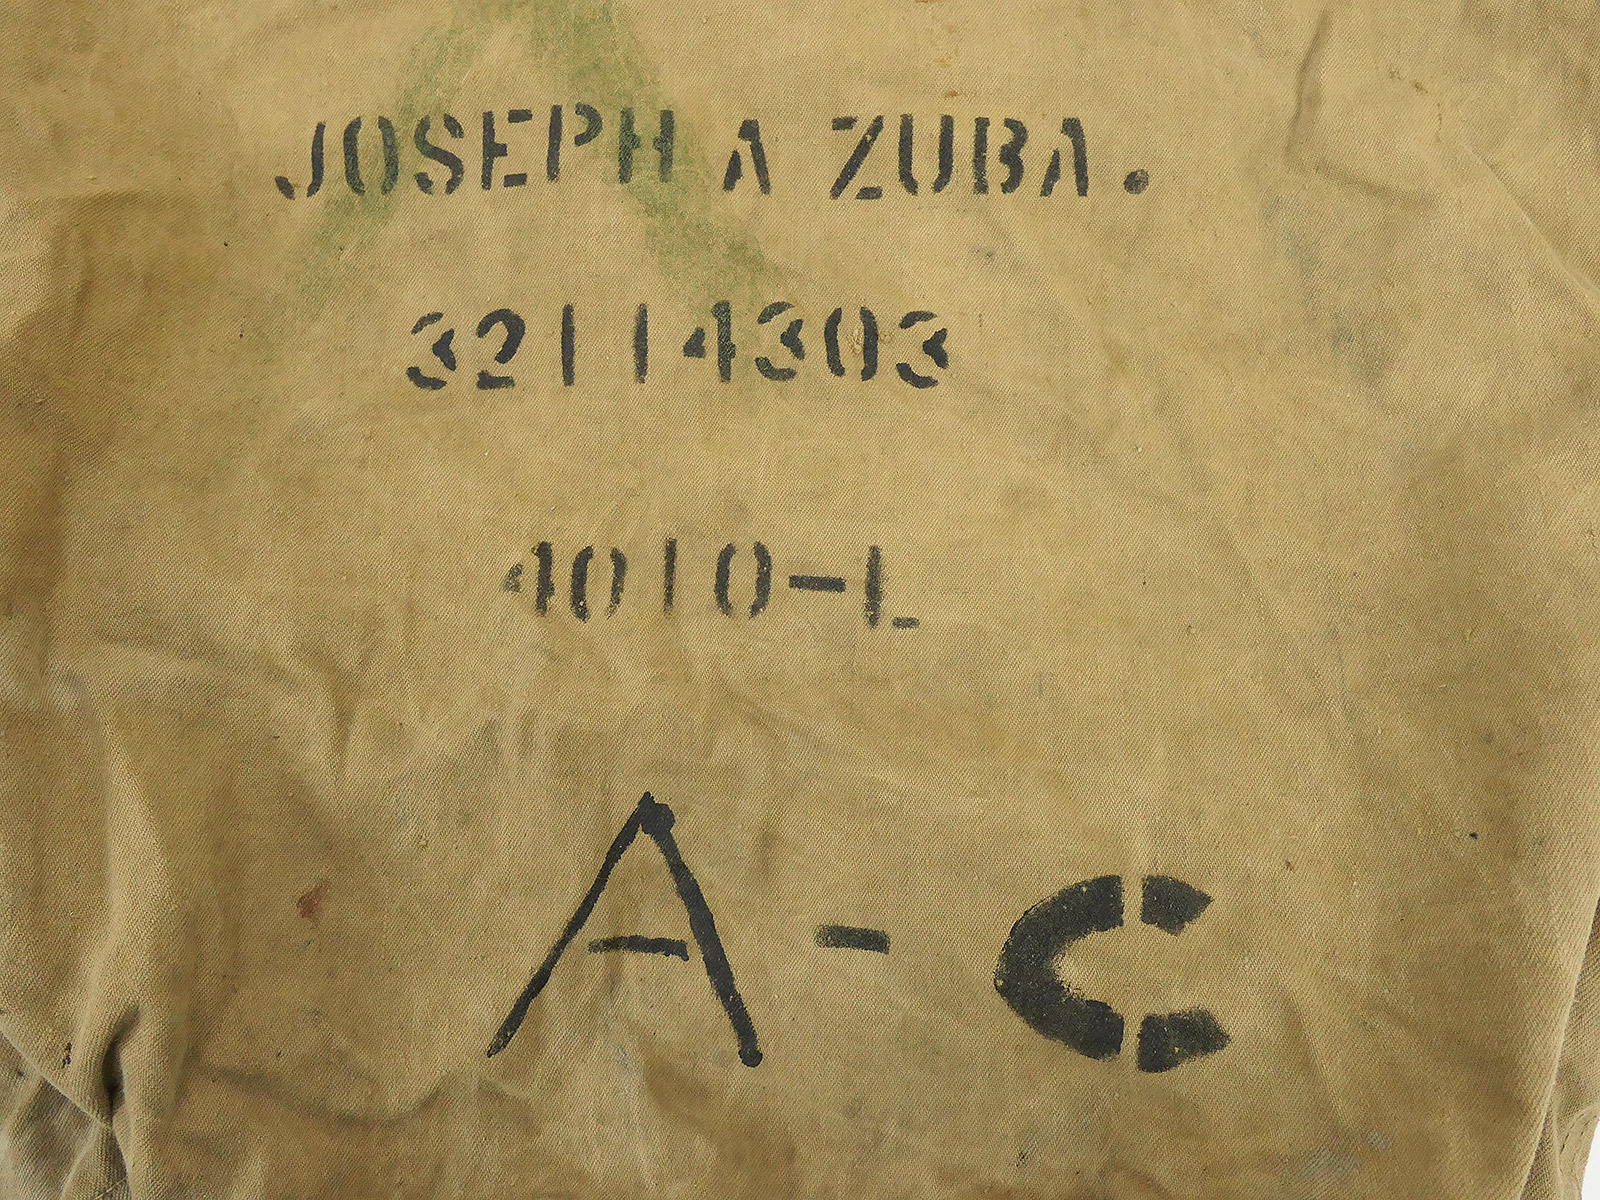 JOSEPH A ZUBA.
32114303
4010-L
A-C